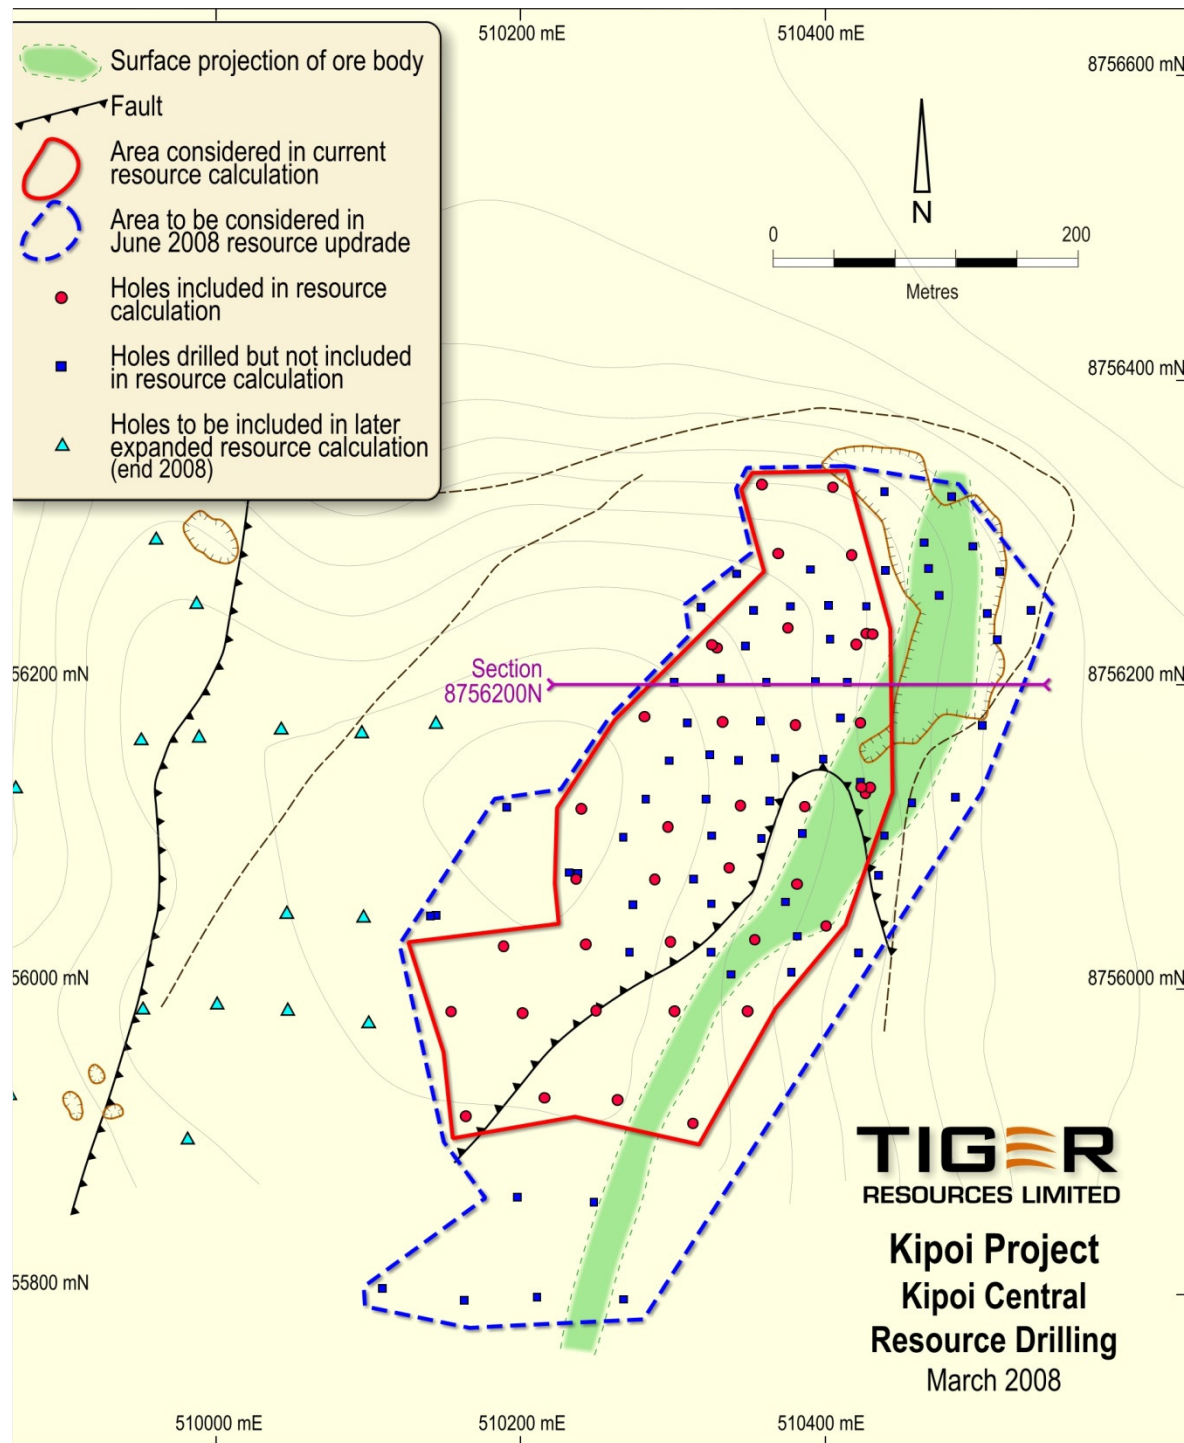 510200 mE
510400 mE
8756600 mN
Surface projection of ore body
Fault
Area considered in current
resource calculation
Area to be considered in
June 2008 resource updrade
Holes included in resource
calculation
Holes drilled but not included
in resource calculation
Holes to be included in later
expanded resource calculation
(end 2008)
N
0
200
Metres
8756400 mN
56200 mN
Section
8756200N
8756200 mN
56000 mN
8756000 mN
TIGER
RESOURCES LIMITED
Kipoi Project
Kipoi Central
Resource Drilling
March 2008
55800 mN
510000 mE
510200 mE
510400 mE